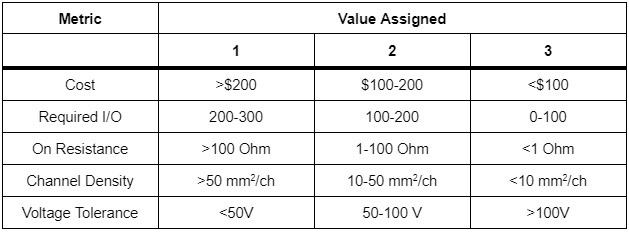 Metric Value Assigned
1 2 3
Cost >$200 $100-200 <$100
Required I/O 200-300 100-200 0-100
On Resistance >100 Ohm 1-100 Ohm <1 Ohm
Channel Density >50 mm²/ch 10-50 mm²/ch <10 mm²/ch
Voltage Tolerance <50V 50-100 V >100V